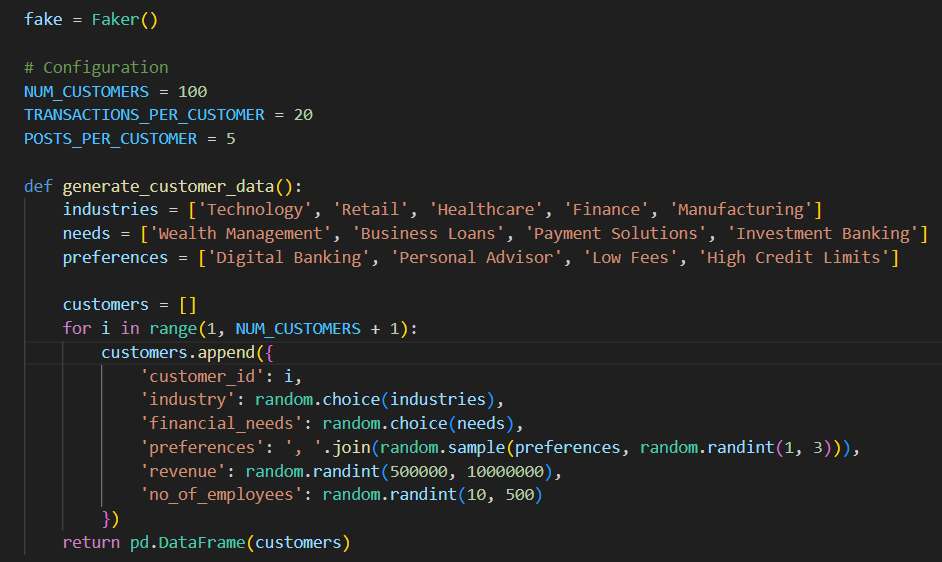 fake = Faker()

# Configuration
NUM_CUSTOMERS = 100
TRANSACTIONS_PER_CUSTOMER = 20
POSTS_PER_CUSTOMER = 5

def generate_customer_data():
    industries = ['Technology', 'Retail', 'Healthcare', 'Finance', 'Manufacturing']
    needs = ['Wealth Management', 'Business Loans', 'Payment Solutions', 'Investment Banking']
    preferences = ['Digital Banking', 'Personal Advisor', 'Low Fees', 'High Credit Limits']

    customers = []
    for i in range(1, NUM_CUSTOMERS + 1):
        customers.append({
            'customer_id': i,
            'industry': random.choice(industries),
            'financial_needs': random.choice(needs),
            'preferences': ', '.join(random.sample(preferences, random.randint(1, 3))),
            'revenue': random.randint(500000, 10000000),
            'no_of_employees': random.randint(10, 500)
        })
    return pd.DataFrame(customers)